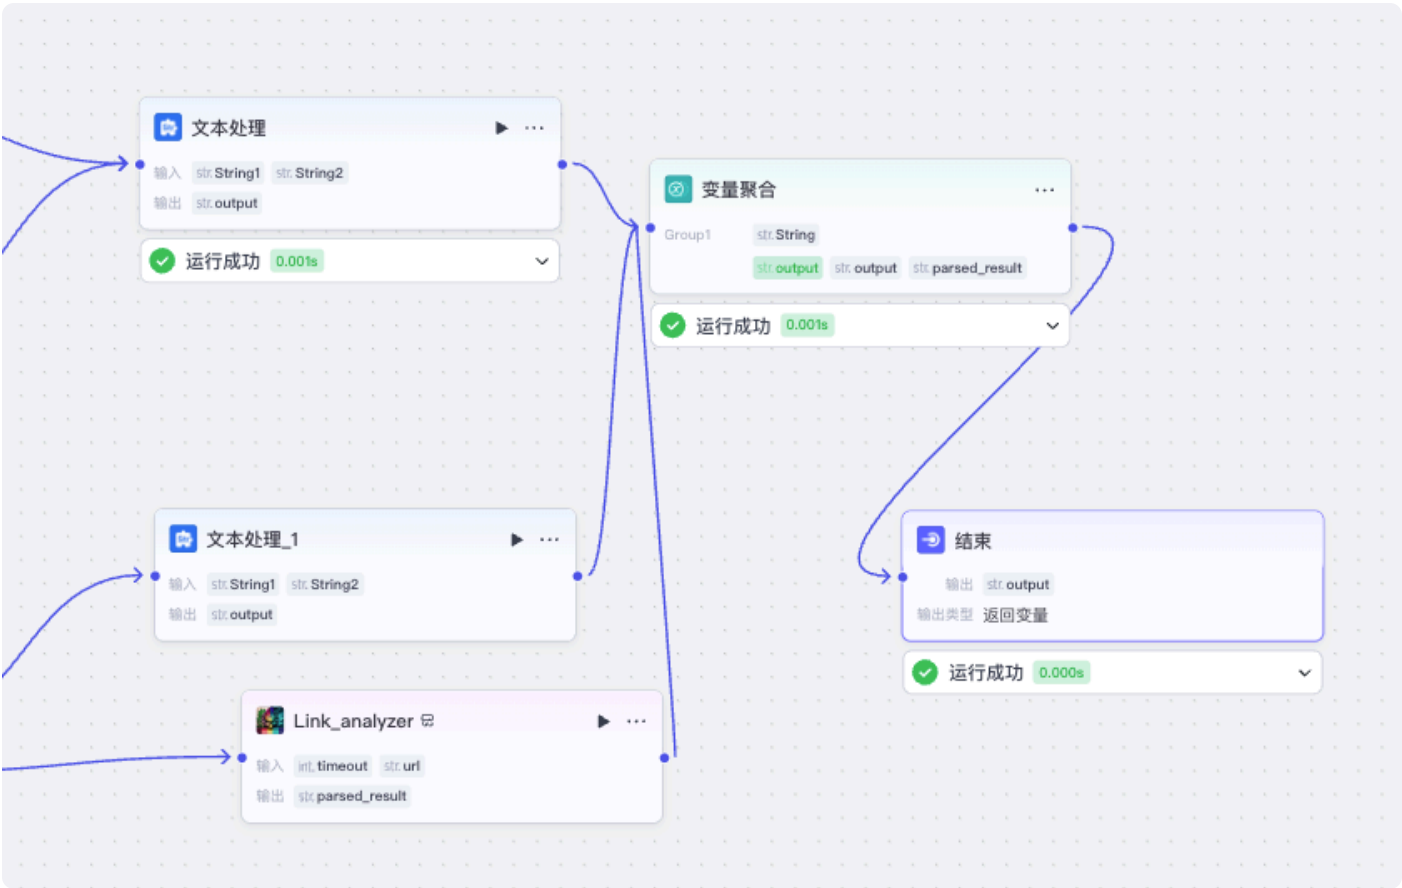 文本处理
输入 str. String1 str. String2
输出 str. output
运行成功 0.001s
变量聚合
Group1 str. String
str. output str. output str. parsed_result
运行成功 0.001s
文本处理_1
输入 str. String1 str. String2
输出 str. output
结束
输出 str. output
输出类型 返回变量
运行成功 0.000s
Link_analyzer
输入 int. timeout str. url
输出 str. parsed_result